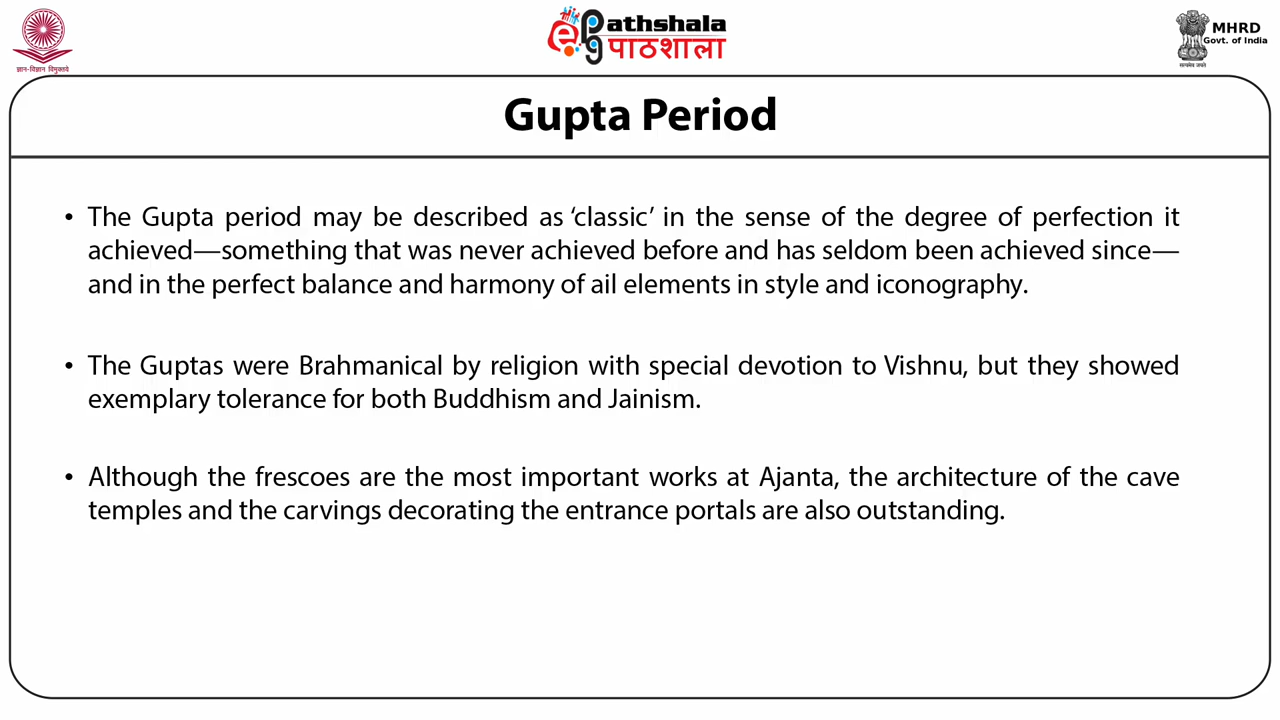 ज्ञान-विज्ञान विमुक्तये
epg athshala
पाठशाला
MHRD
Govt. of India
सत्यमेव जयते
Gupta Period
• The Gupta period may be described as ‘classic’ in the sense of the degree of perfection it
achieved—something that was never achieved before and has seldom been achieved since—
and in the perfect balance and harmony of ail elements in style and iconography.
• The Guptas were Brahmanical by religion with special devotion to Vishnu, but they showed
exemplary tolerance for both Buddhism and Jainism.
• Although the frescoes are the most important works at Ajanta, the architecture of the cave
temples and the carvings decorating the entrance portals are also outstanding.